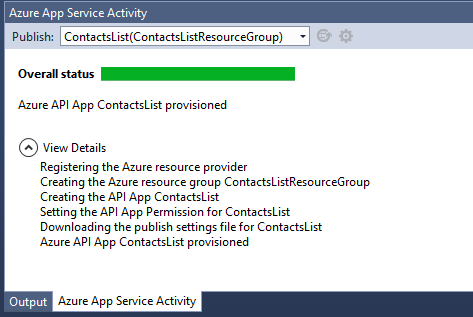 Azure App Service Activity
Publish: ContactsList(ContactsListResourceGroup)
Overall status
Azure API App ContactsList provisioned
View Details
Registering the Azure resource provider
Creating the Azure resource group ContactsListResourceGroup
Creating the API App ContactsList
Setting the API App Permission for ContactsList
Downloading the publish settings file for ContactsList
Azure API App ContactsList provisioned
Output Azure App Service Activity